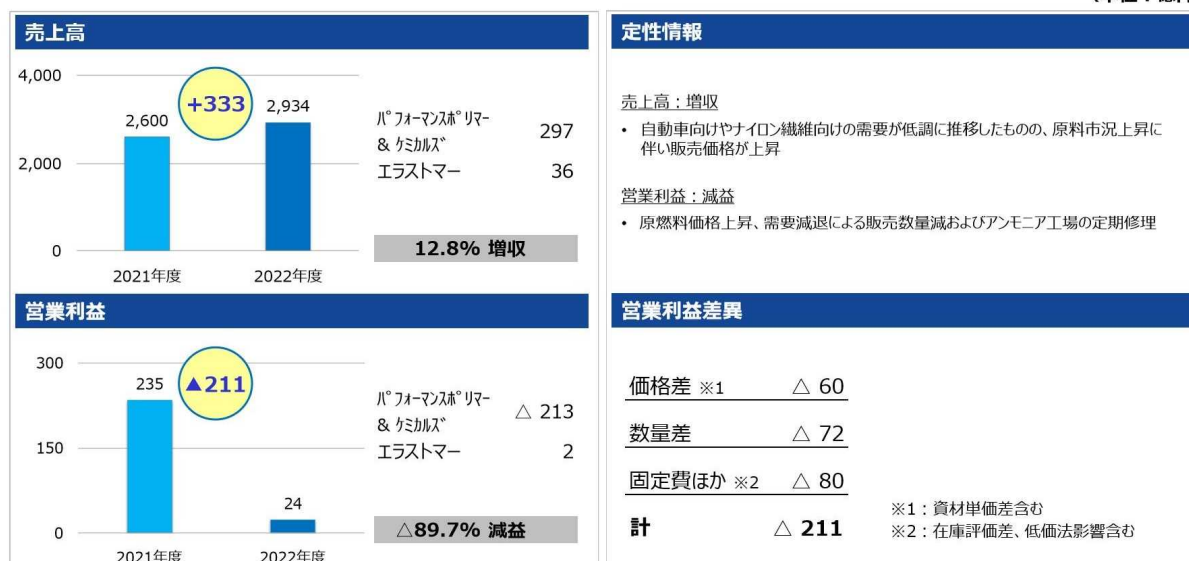 売上高
4,000
2,000
0
2,600
+333
2,934
2021年度
2022年度
ﾊﾟﾌｫｰﾏﾝｽﾎﾟﾘﾏｰ
& ｹﾐｶﾙｽﾞ
297
エラストマー 36
12.8% 増収
定性情報
売上高：増収
• 自動車向けやナイロン繊維向けの需要が低調に推移したものの、原料市況上昇に
伴い販売価格が上昇
営業利益：減益
• 原燃料価格上昇、需要減退による販売数量減およびアンモニア工場の定期修理
営業利益
300
150
0
235
▲211
24
2021年度
2022年度
ﾊﾟﾌｫｰﾏﾝｽﾎﾟﾘﾏｰ
& ｹﾐｶﾙｽﾞ
△ 213
エラストマー 2
△89.7% 減益
営業利益差異
価格差 ※1 △ 60
数量差 △ 72
固定費ほか ※2 △ 80
計 △ 211
※1：資材単価差含む
※2：在庫評価差、低価法影響含む